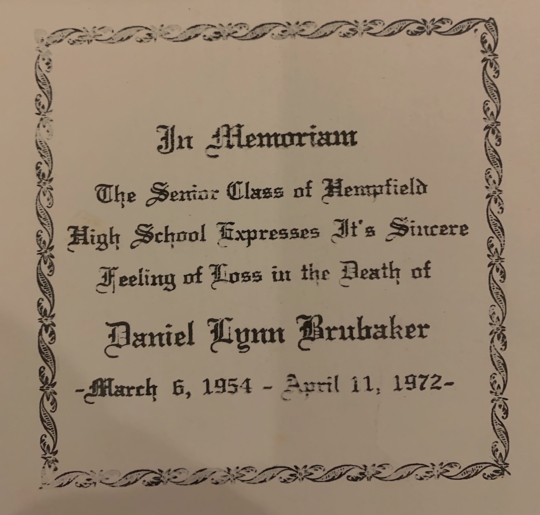 In Memoriam
The Senior Class of Hempfield
High School Expresses It's Sincere
Feeling of Loss in the Death of
Daniel Lynn Brubaker
-March 6, 1954 - April 11, 1972-